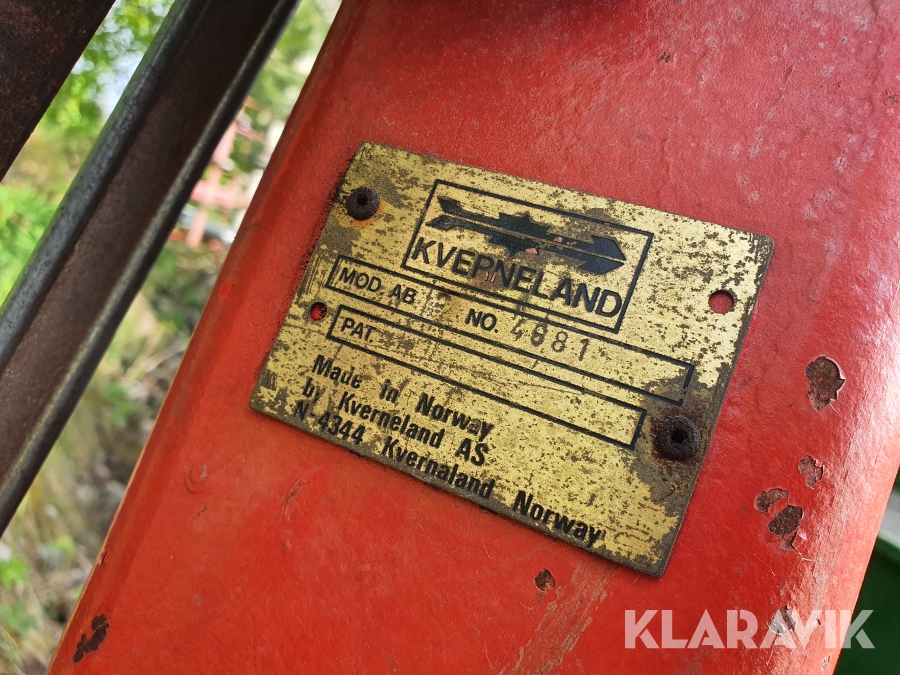 KVERNELAND
MOD. AB NO. 4881
PAT.
Made in Norway
by Kverneland AS
N-4344 Kvernaland Norway
KLARAVIK